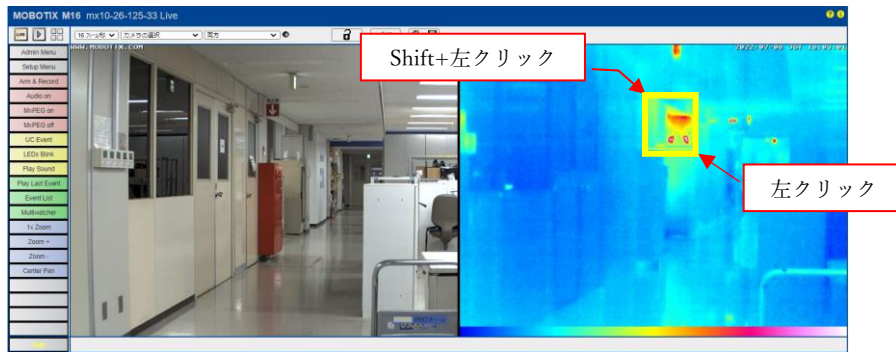 MOBOTIX M16 mx10-26-125-33 Live
カメラの選択
両方
Admin Menu
Setup Menu
Arm & Record
Audio on
MxPEG on
MxPEG off
UC Event
LEDs Blink
Play Sound
Play Last Event
Event List
Multiwatcher
1x Zoom
Zoom +
Zoom -
Center Pan
WWW.MOBOTIX.COM
Shift+左クリック
左クリック